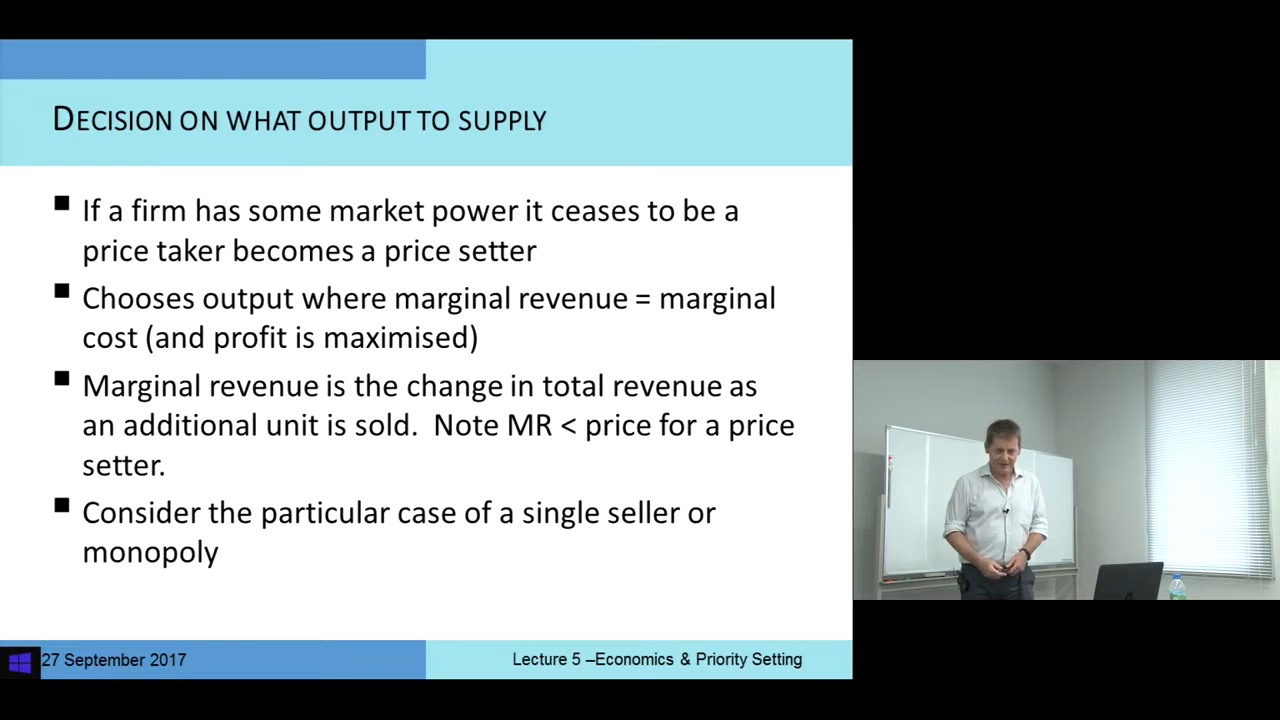 DECISION ON WHAT OUTPUT TO SUPPLY
▪ If a firm has some market power it ceases to be a
price taker becomes a price setter
▪ Chooses output where marginal revenue = marginal
cost (and profit is maximised)
▪ Marginal revenue is the change in total revenue as
an additional unit is sold.  Note MR < price for a price
setter.
▪ Consider the particular case of a single seller or
monopoly
27 September 2017
Lecture 5 –Economics & Priority Setting